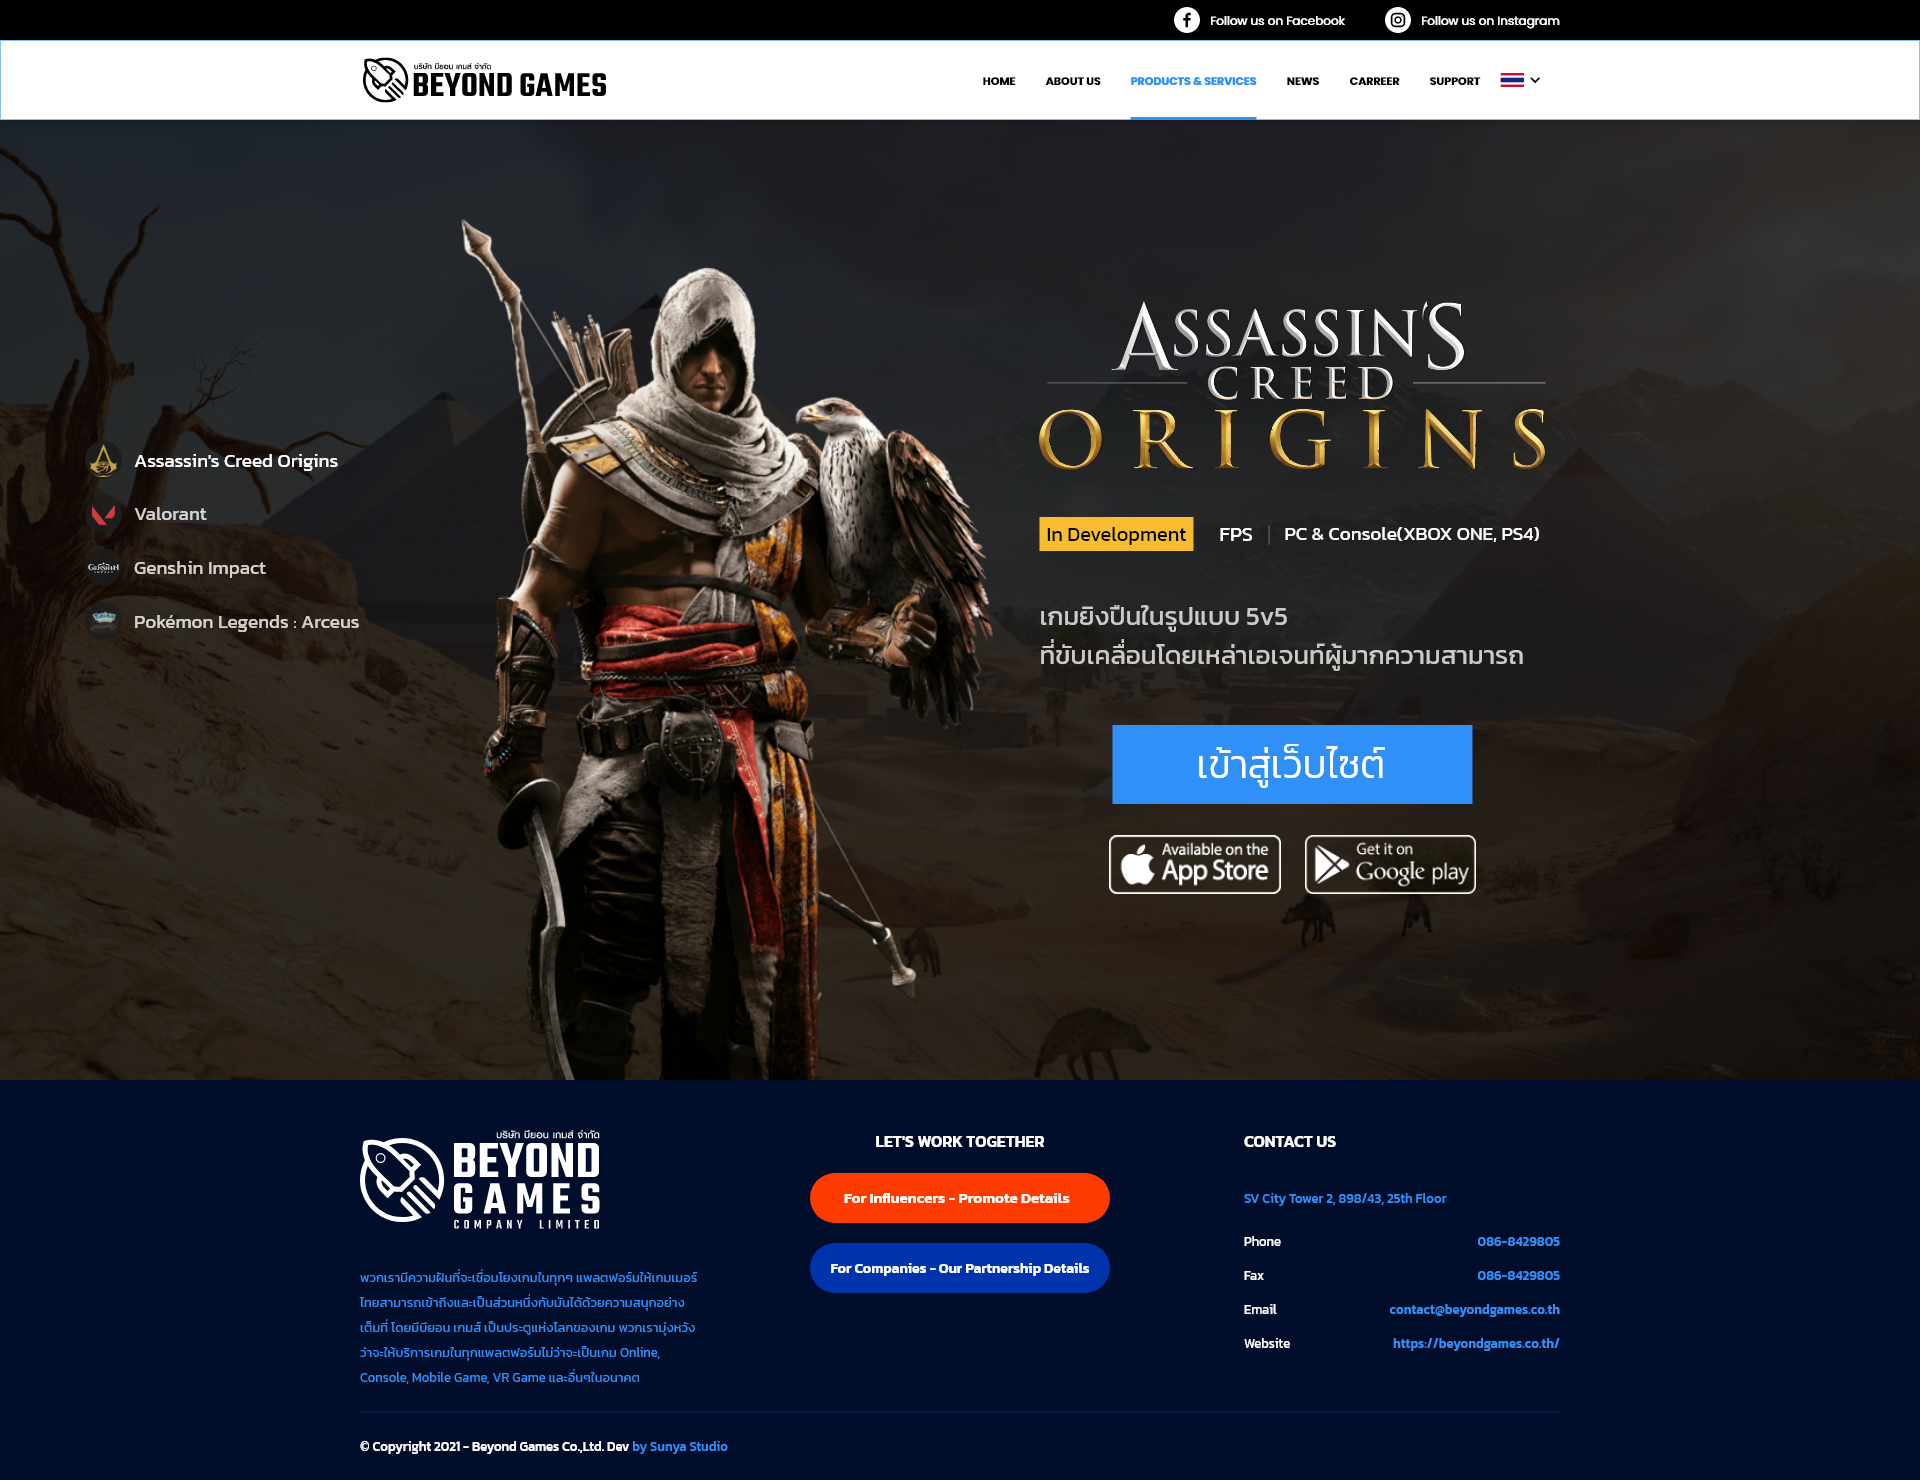 Follow us on Facebook
Follow us on Instagram
บริษัท บียอน เกมส์ จำกัด
BEYOND GAMES
HOME
ABOUT US
PRODUCTS & SERVICES
NEWS
CARREER
SUPPORT
Assassin's Creed Origins
Valorant
Genshin Impact
Pokémon Legends : Arceus
ASSASSIN'S
CREED
ORIGINS
In Development
FPS
PC & Console(XBOX ONE, PS4)
เกมยิงปืนในรูปแบบ 5v5
ที่ขับเคลื่อนโดยเหล่าเอเจนท์ผู้มากความสามารถ
เข้าสู่เว็บไซต์
Available on the
App Store
Get it on
Google play
บริษัท บียอน เกมส์ จำกัด
BEYOND
GAMES
COMPANY LIMITED
พวกเรามีความฝันที่จะเชื่อมโยงเกมในทุกๆ แพลตฟอร์มให้เกมเมอร์
ไทยสามารถเข้าถึงและเป็นส่วนหนึ่งกับมันได้ด้วยความสนุกอย่าง
เต็มที่ โดยมีบียอน เกมส์ เป็นประตูแห่งโลกของเกม พวกเรามุ่งหวัง
ว่าจะให้บริการเกมในทุกแพลตฟอร์มไม่ว่าจะเป็นเกม Online,
Console, Mobile Game, VR Game และอื่นๆในอนาคต
LET'S WORK TOGETHER
For Influencers - Promote Details
For Companies - Our Partnership Details
CONTACT US
SV City Tower 2, 898/43, 25th Floor
Phone 086-8429805
Fax 086-8429805
Email contact@beyondgames.co.th
Website https://beyondgames.co.th/
© Copyright 2021 - Beyond Games Co.,Ltd. Dev by Sunya Studio